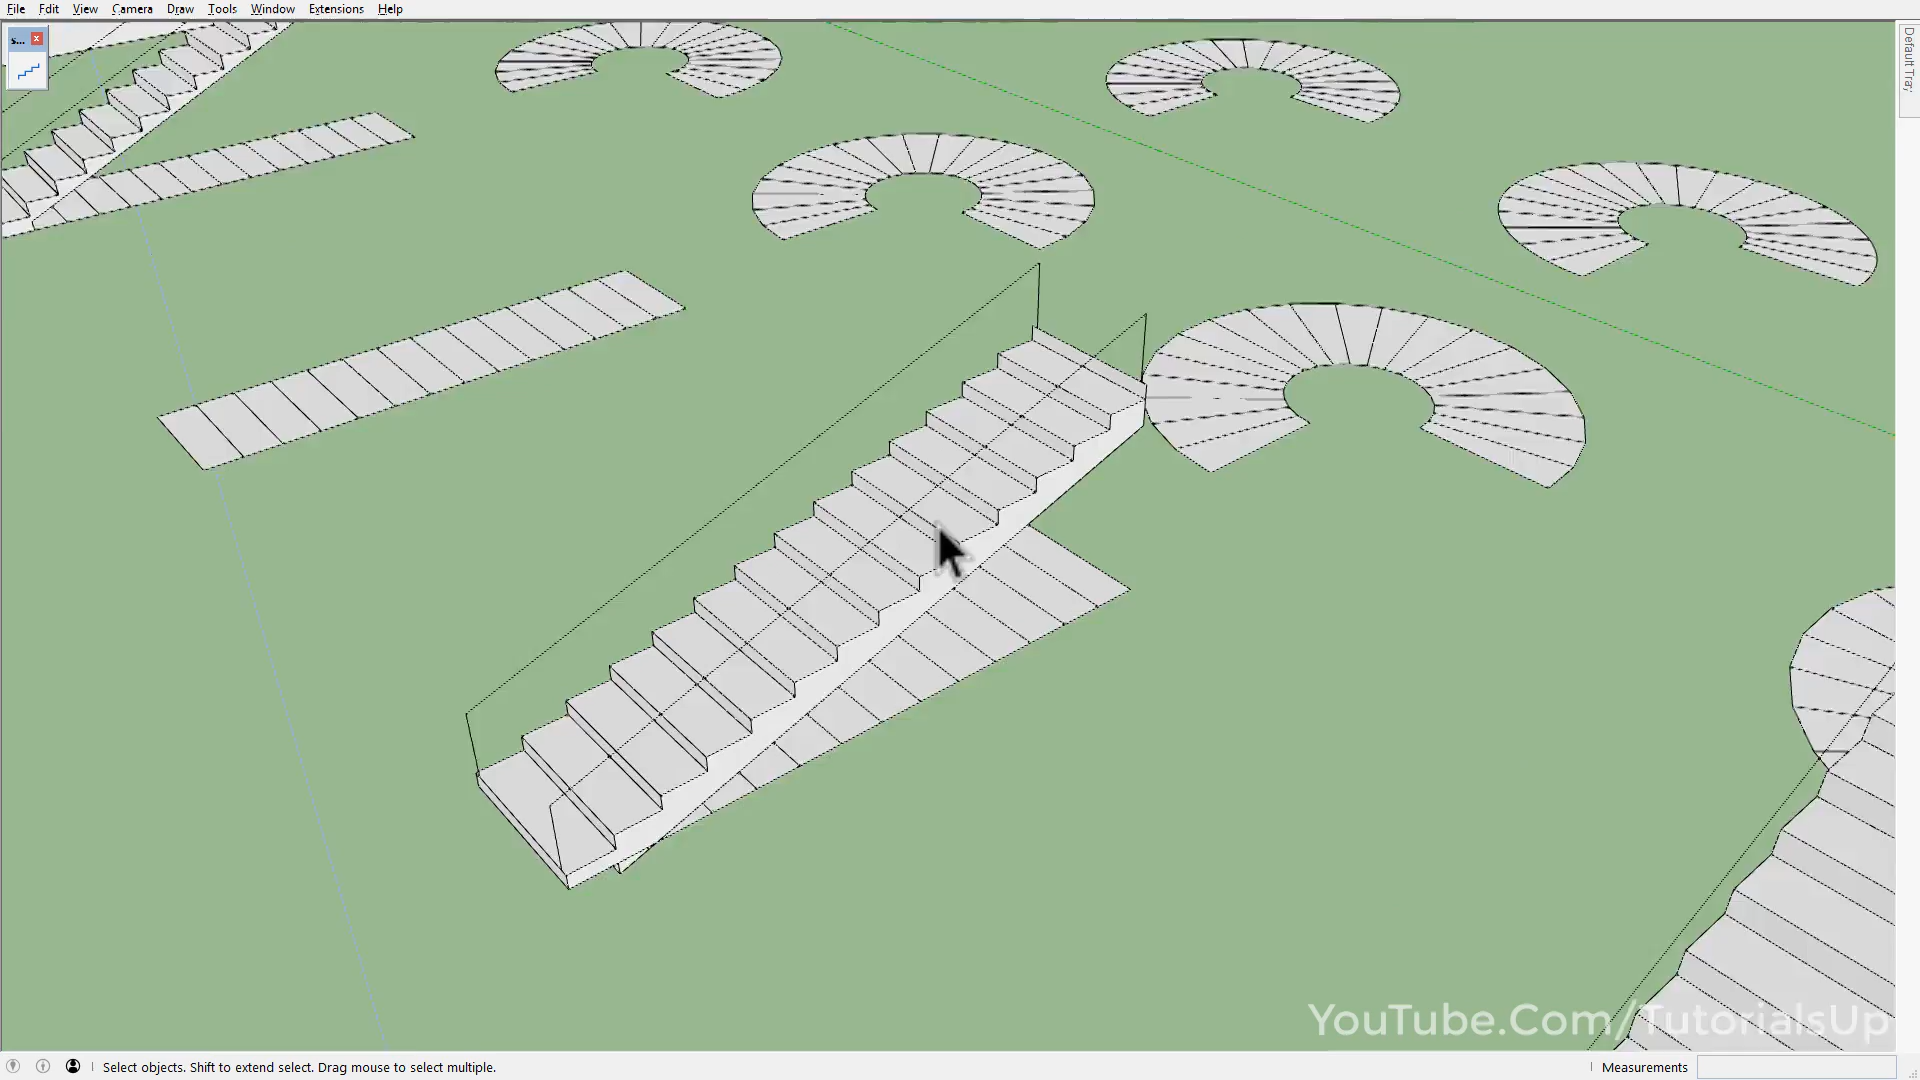 File Edit View Camera Draw Tools Window Extensions Help
s...
Default Tray
YouTube.Com/TutorialsUp
Select objects. Shift to extend select. Drag mouse to select multiple.
Measurements